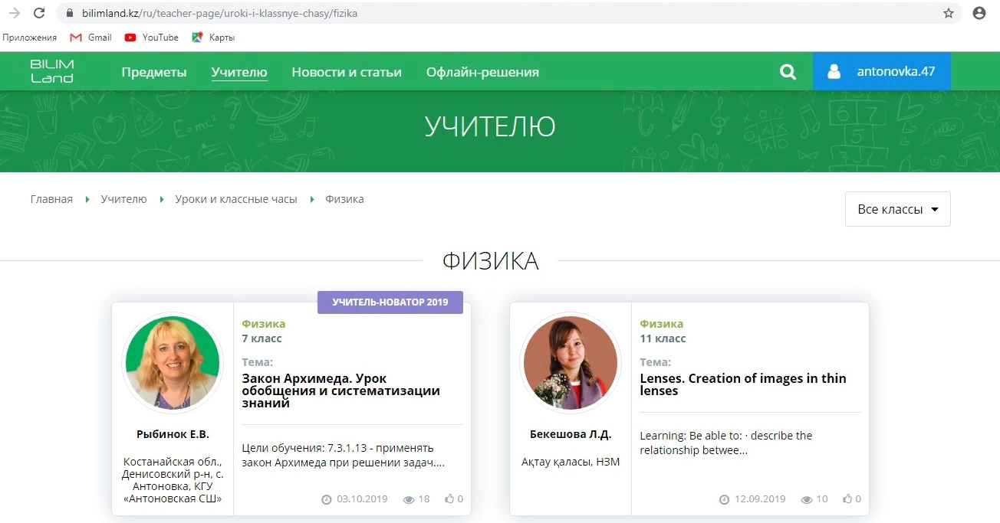 bilimland.kz/ru/teacher-page/uroki-i-klassnye-chasy/fizika
Приложения Gmail YouTube Карты
BILIM
Land
Предметы Учителю Новости и статьи Офлайн-решения antonovka.47
E=mc²
6 7
5
hello
УЧИТЕЛЮ
Главная Учителю Уроки и классные часы Физика
Все классы
ФИЗИКА
УЧИТЕЛЬ-НОВАТОР 2019
Рыбинок Е.В.
Костанайская обл.,
Денисовский р-н, с.
Антоновка, КГУ
«Антоновская СШ»
Физика
7 класс
Тема:
Закон Архимеда. Урок
обобщения и систематизации
знаний
Цели обучения: 7.3.1.13 - применять
закон Архимеда при решении задач....
03.10.2019 18 0
Бекешова Л.Д.
Ақтау қаласы, НЗМ
Физика
11 класс
Тема:
Lenses. Creation of images in thin
lenses
Learning: Be able to: · describe the
relationship betwee...
12.09.2019 10 0